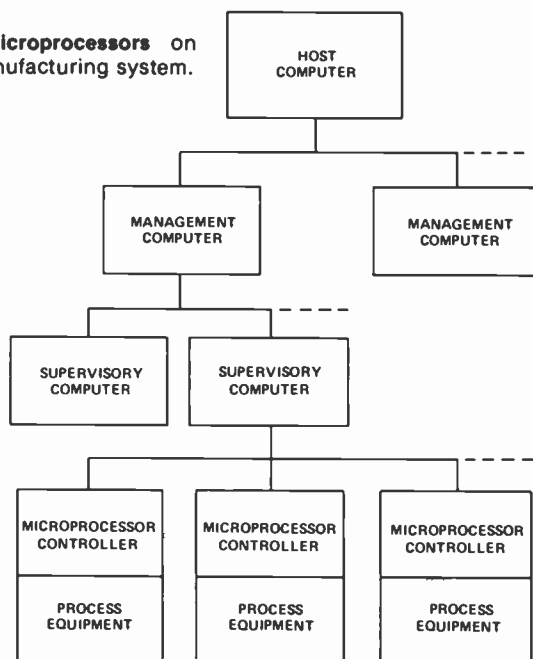 microprocessors on
nufacturing system.
HOST
COMPUTER
MANAGEMENT
COMPUTER
MANAGEMENT
COMPUTER
SUPERVISORY
COMPUTER
SUPERVISORY
COMPUTER
MICROPROCESSOR
CONTROLLER
MICROPROCESSOR
CONTROLLER
MICROPROCESSOR
CONTROLLER
PROCESS
EQUIPMENT
PROCESS
EQUIPMENT
PROCESS
EQUIPMENT